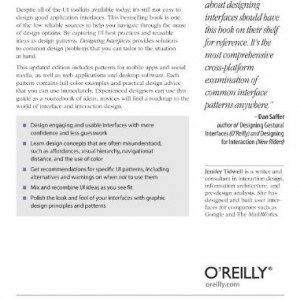 Despite all of the UI toolkits available today, it's still not easy to
design good application interfaces. This bestselling book is one
of the few reliable sources to help you navigate through the maze
of design options. By capturing UI best practices and reusable
ideas as design patterns, Designing Interfaces provides solutions
to common design problems that you can tailor to the situation
at hand.
This updated edition includes patterns for mobile apps and social
media, as well as web applications and desktop software. Each
pattern contains full-color examples and practical design advice
that you can use immediately. Experienced designers can use this
guide as a sourcebook of ideas; novices will find a roadmap to the
world of interface and interaction design.
Design engaging and usable interfaces with more
confidence and less guesswork
Learn design concepts that are often misunderstood,
such as affordances, visual hierarchy, navigational
distance, and the use of color
Get recommendations for specific UI patterns, including
alternatives and warnings on when not to use them
Mix and recombine UI ideas as you see fit
Polish the look and feel of your interfaces with graphic
design principles and patterns
about designing
interfaces should have
this book on their shelf
for reference. It's the
most comprehensive
cross-platform
examination of
common interface
patterns anywhere."
–Dan Saffer
author of Designing Gestural
Interfaces (O'Reilly) and Designing
for Interaction (New Riders)
Jenifer Tidwell is a writer and
consultant in interaction design,
information architecture, and
pre-design analysis. She has
designed and built user inter-
faces for companies such as
Google and The MathWorks.
O'REILLY®
oreilly.com